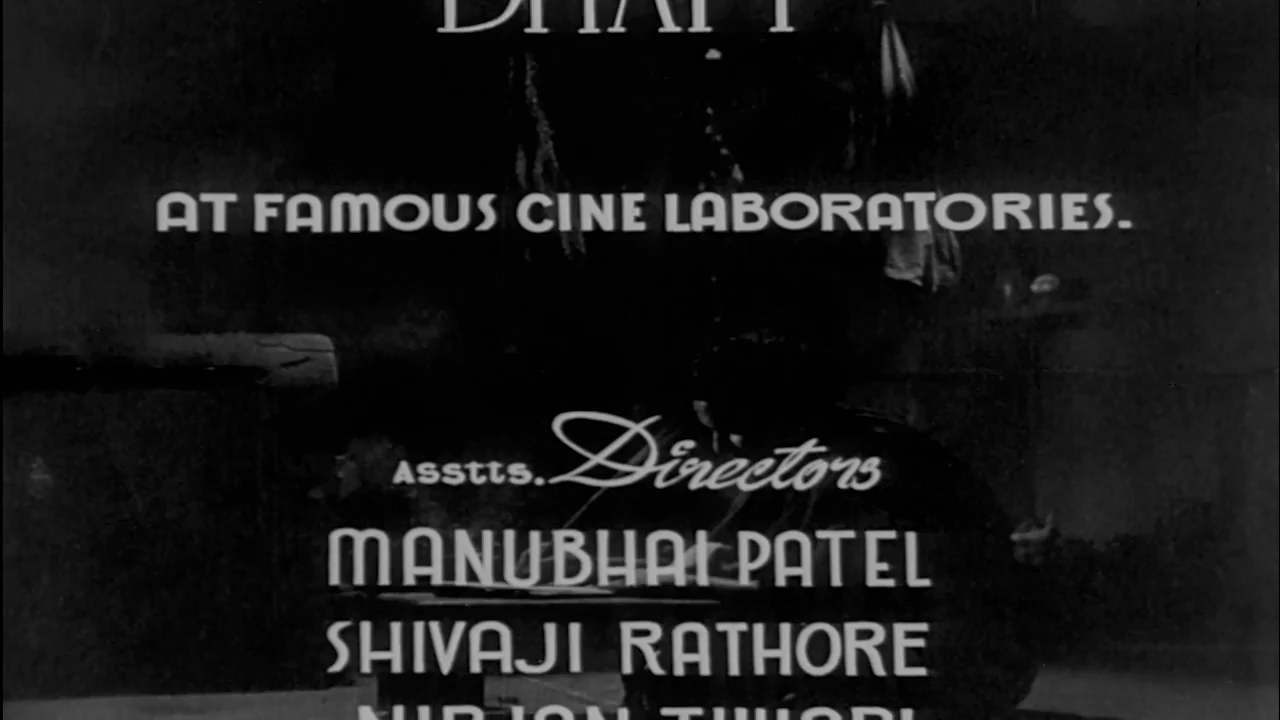 AT FAMOUS CINE LABORATORIES.
Asstts. Directors
MANUBHAI PATEL
SHIVAJI RATHORE